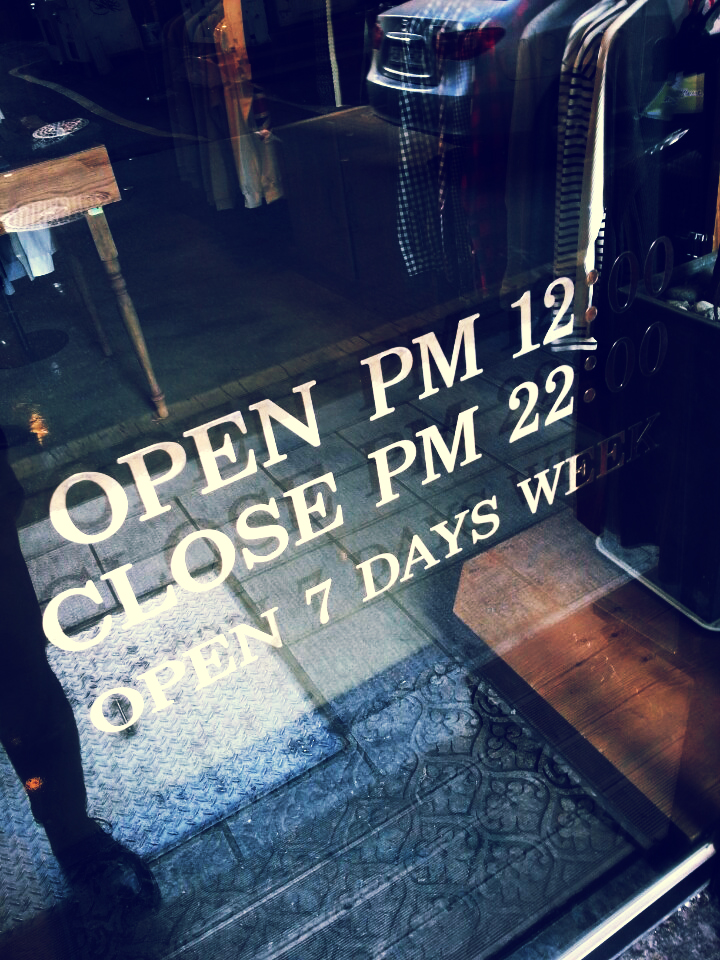 OPEN PM 12:00
CLOSE PM 22:00
OPEN 7 DAYS WEEK